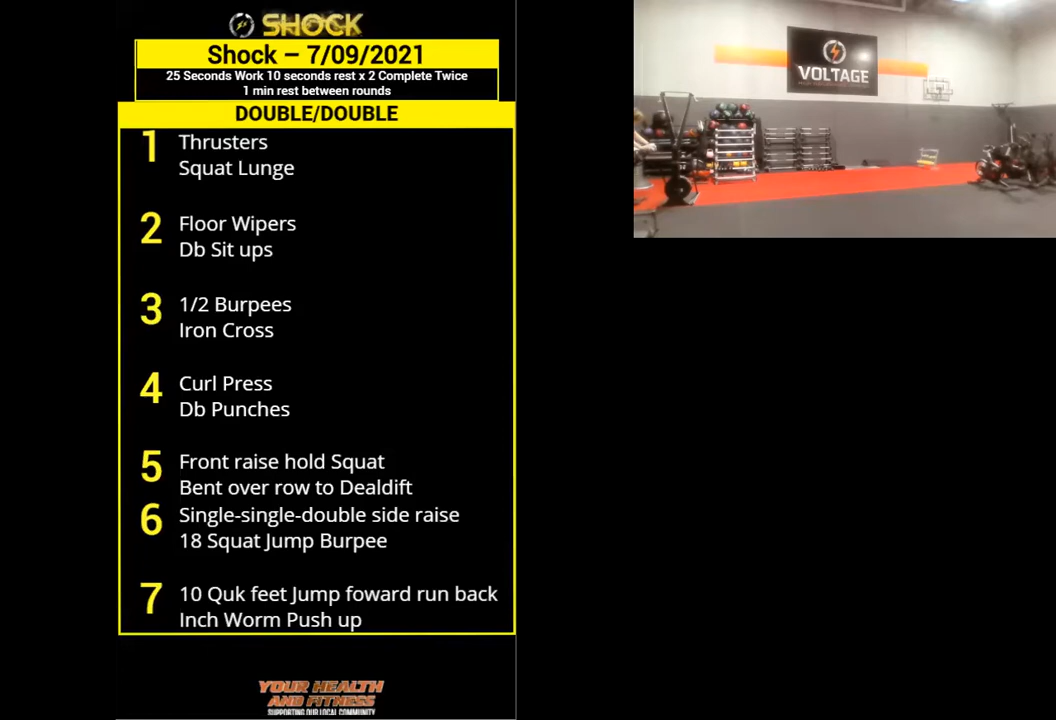 SHOCK
Shock – 7/09/2021
25 Seconds Work 10 seconds rest x 2 Complete Twice
1 min rest between rounds
DOUBLE/DOUBLE
1 Thrusters
Squat Lunge
2 Floor Wipers
Db Sit ups
3 1/2 Burpees
Iron Cross
4 Curl Press
Db Punches
5 Front raise hold Squat
Bent over row to Dealdift
6 Single-single-double side raise
18 Squat Jump Burpee
7 10 Quk feet Jump foward run back
Inch Worm Push up
YOUR HEALTH
AND FITNESS
SUPPORTING OUR LOCAL COMMUNITY
VOLTAGE